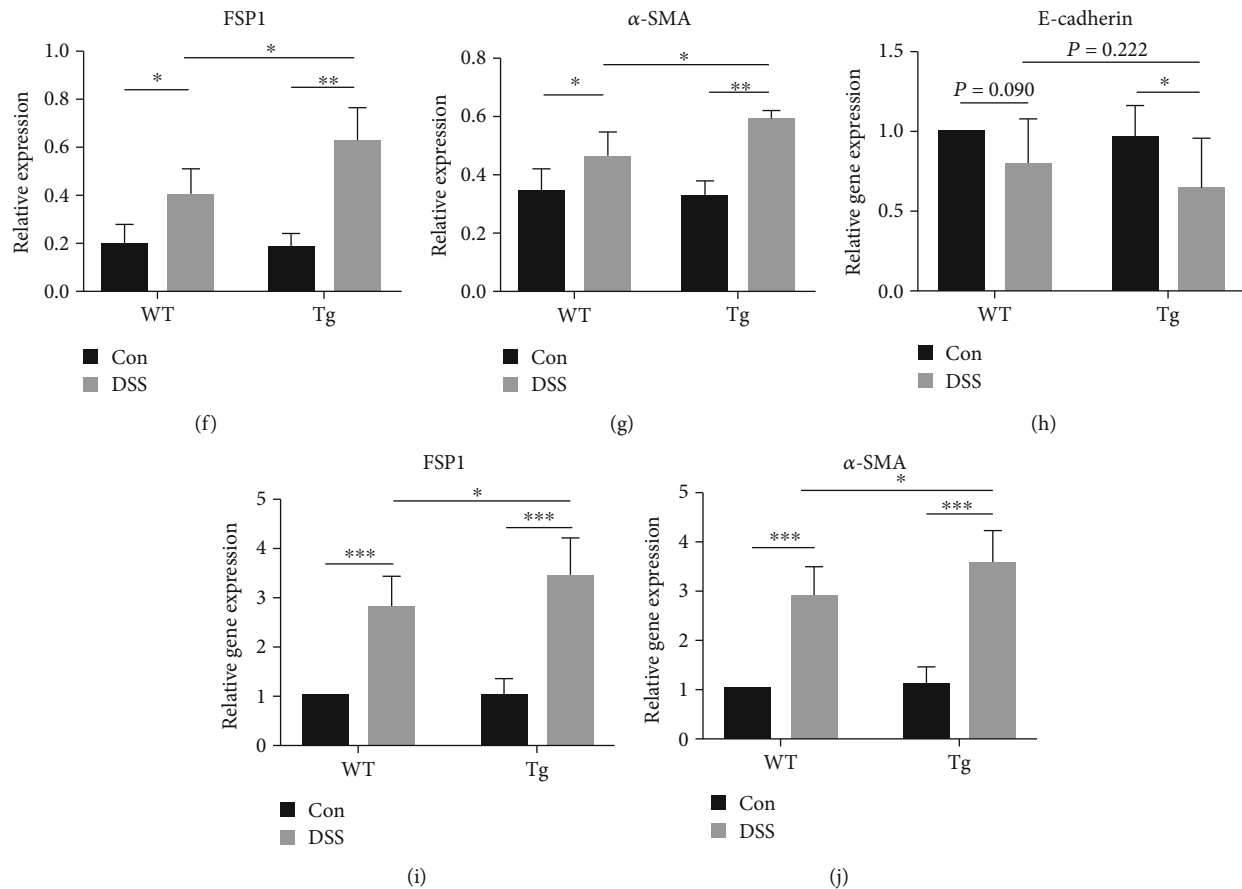 FSP1
Relative expression
1.0
0.8
0.6
0.4
0.2
0.0
*
*
**
WT
Tg
Con
DSS
(f)
α-SMA
Relative expression
0.8
0.6
0.4
0.2
0.0
*
*
**
WT
Tg
Con
DSS
(g)
E-cadherin
Relative gene expression
1.5
1.0
0.5
0.0
P = 0.222
P = 0.090
*
WT
Tg
Con
DSS
(h)
FSP1
Relative gene expression
5
4
3
2
1
0
*
***
***
WT
Tg
Con
DSS
(i)
α-SMA
Relative gene expression
5
4
3
2
1
0
*
***
***
WT
Tg
Con
DSS
(j)